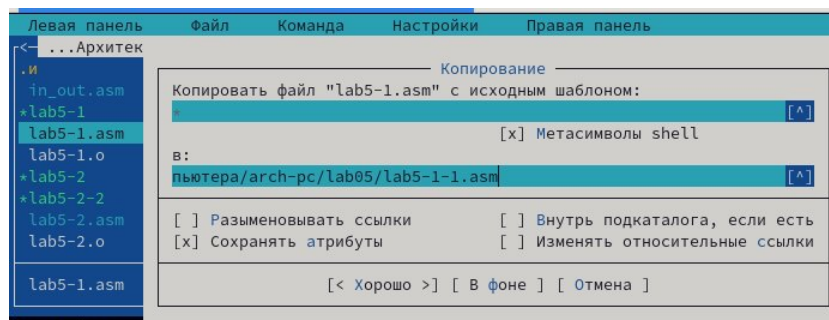 Левая панель Файл Команда Настройки Правая панель
<— ...Архитек
.и
in_out.asm
*lab5-1
lab5-1.asm
lab5-1.o
*lab5-2
*lab5-2-2
lab5-2.asm
lab5-2.o
lab5-1.asm
Копирование
Копировать файл "lab5-1.asm" с исходным шаблоном:
* [^]
[x] Метасимволы shell
в:
пьютера/arch-pc/lab05/lab5-1-1.asm [^]
[ ] Разыменовывать ссылки [ ] Внутрь подкаталога, если есть
[x] Сохранять атрибуты [ ] Изменять относительные ссылки
[< Хорошо >] [ В фоне ] [ Отмена ]